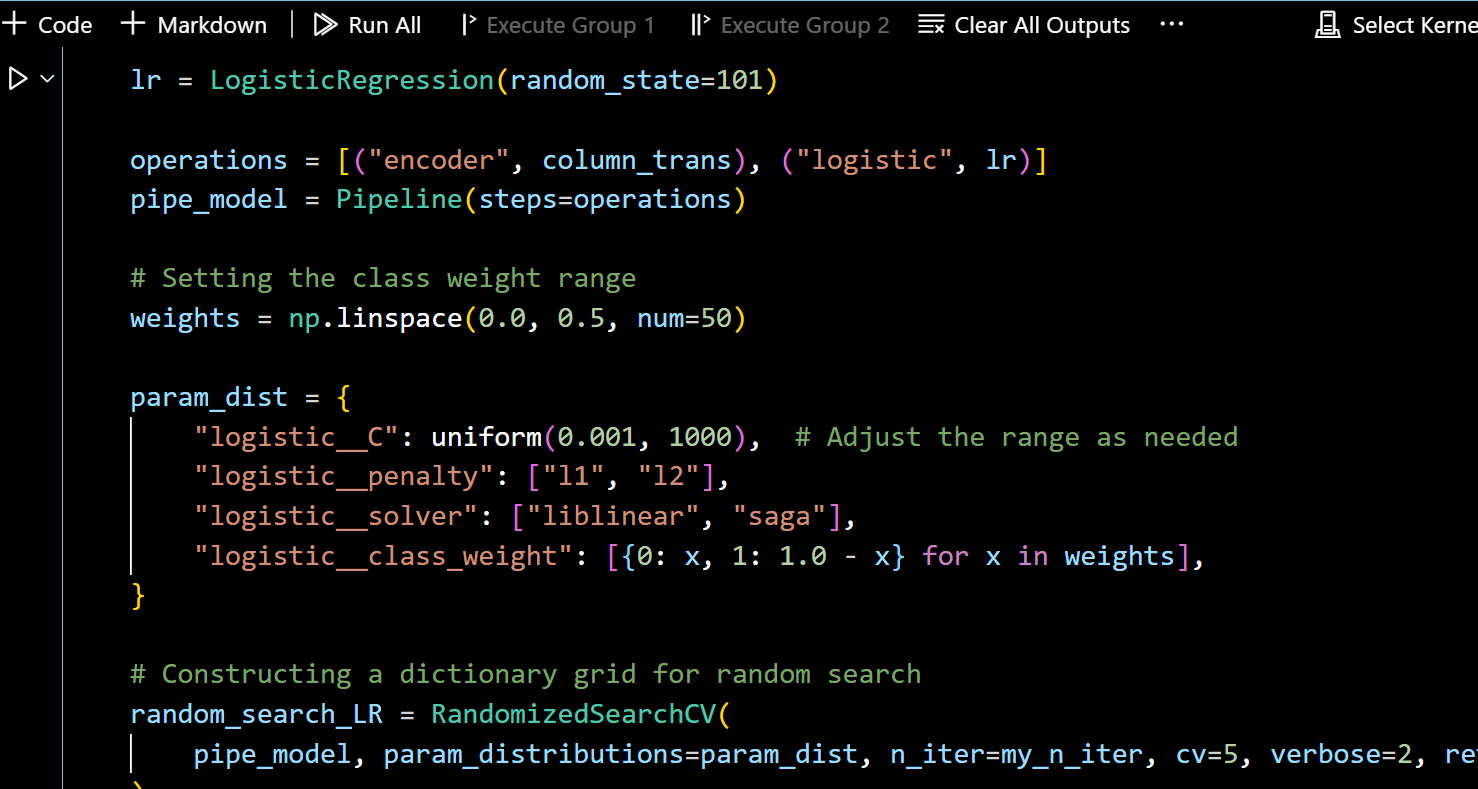 Code Markdown Run All Execute Group 1 Execute Group 2 Clear All Outputs ··· Select Kerne
lr = LogisticRegression(random_state=101)
operations = [("encoder", column_trans), ("logistic", lr)]
pipe_model = Pipeline(steps=operations)
# Setting the class weight range
weights = np.linspace(0.0, 0.5, num=50)
param_dist = {
"logistic__C": uniform(0.001, 1000),  # Adjust the range as needed
"logistic__penalty": ["l1", "l2"],
"logistic__solver": ["liblinear", "saga"],
"logistic__class_weight": [{0: x, 1: 1.0 - x} for x in weights],
}
# Constructing a dictionary grid for random search
random_search_LR = RandomizedSearchCV(
pipe_model, param_distributions=param_dist, n_iter=my_n_iter, cv=5, verbose=2, re